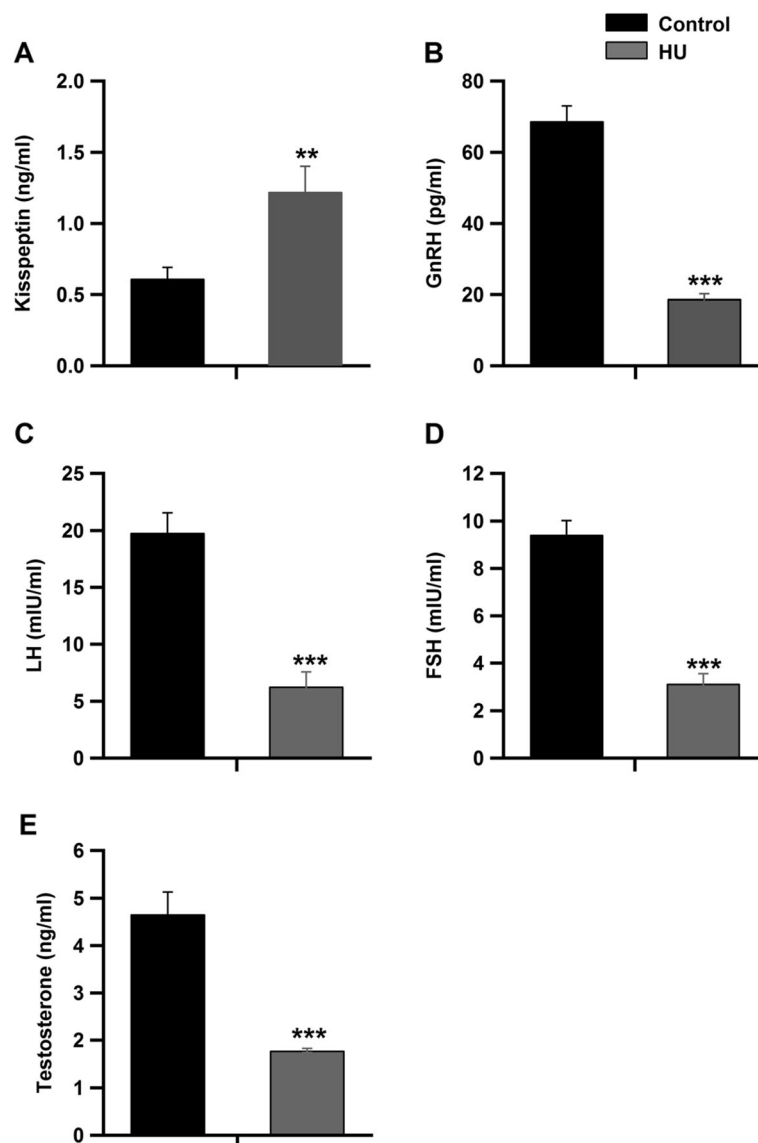 Control
HU
A
Kisspeptin (ng/ml)
2.0
1.5
1.0
0.5
0.0
**
B
GnRH (pg/ml)
80
60
40
20
0
***
C
LH (mIU/ml)
25
20
15
10
5
0
***
D
FSH (mIU/ml)
12
10
8
6
4
2
0
***
E
Testosterone (ng/ml)
6
5
4
3
2
1
0
***